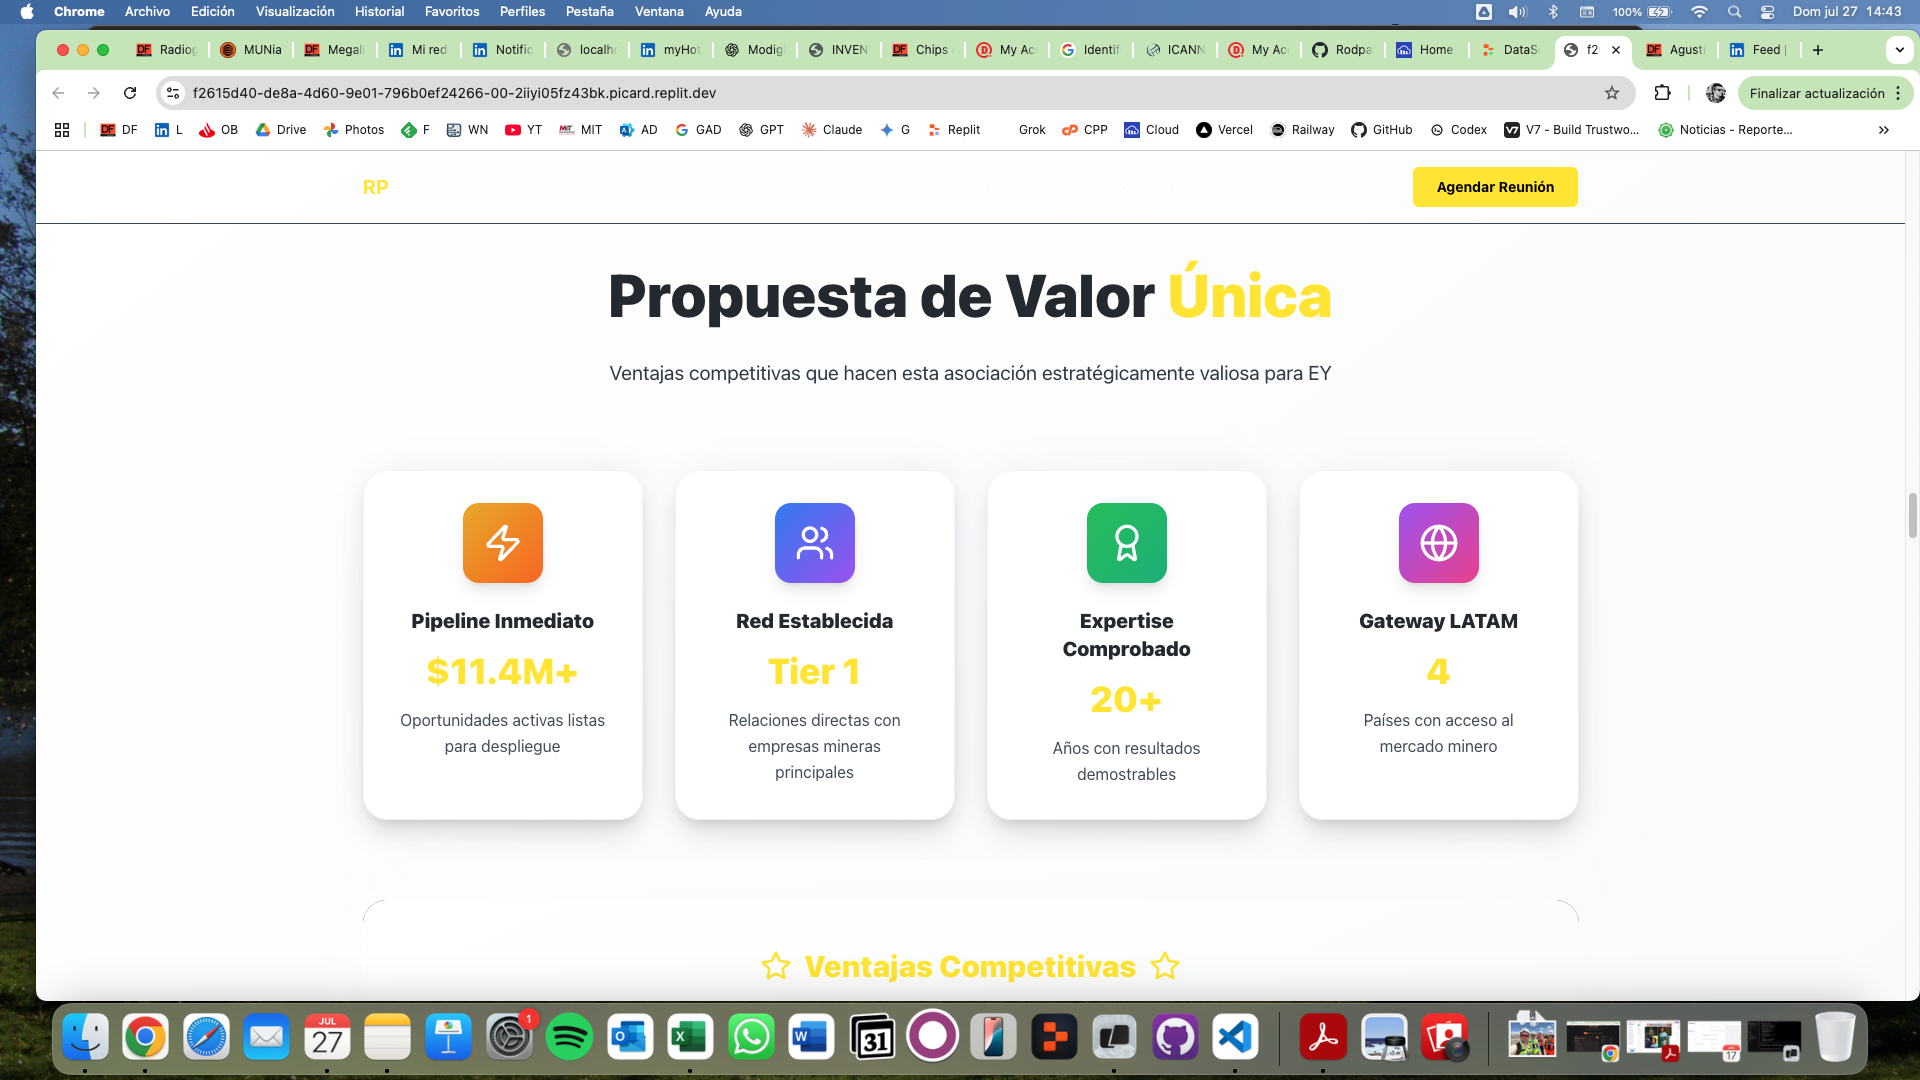 Chrome Archivo Edición Visualización Historial Favoritos Perfiles Pestaña Ventana Ayuda 100% Dom jul 27 14:43
Radiog MUNia Megal Mi red Notific localho myHot Modigl INVEN Chips My Ac Identif ICANN My Ac Rodpa Home DataS f2 Agust Feed |
f2615d40-de8a-4d60-9e01-796b0ef24266-00-2iiyi05fz43bk.picard.replit.dev Finalizar actualización
DF L OB Drive Photos F WN YT MIT AD GAD GPT Claude G Replit Grok CPP Cloud Vercel Railway GitHub Codex V7 - Build Trustwo... Noticias - Reporte...
RP Agendar Reunión
Propuesta de Valor Única
Ventajas competitivas que hacen esta asociación estratégicamente valiosa para EY
Pipeline Inmediato
$11.4M+
Oportunidades activas listas
para despliegue
Red Establecida
Tier 1
Relaciones directas con
empresas mineras
principales
Expertise
Comprobado
20+
Años con resultados
demostrables
Gateway LATAM
4
Países con acceso al
mercado minero
Ventajas Competitivas
JUL
27
1
31
17